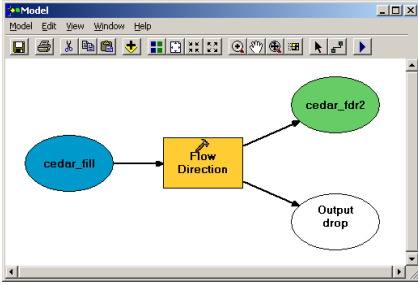 Model
Model Edit View Window Help
cedar_fdr2
cedar_fill
Flow
Direction
Output
drop